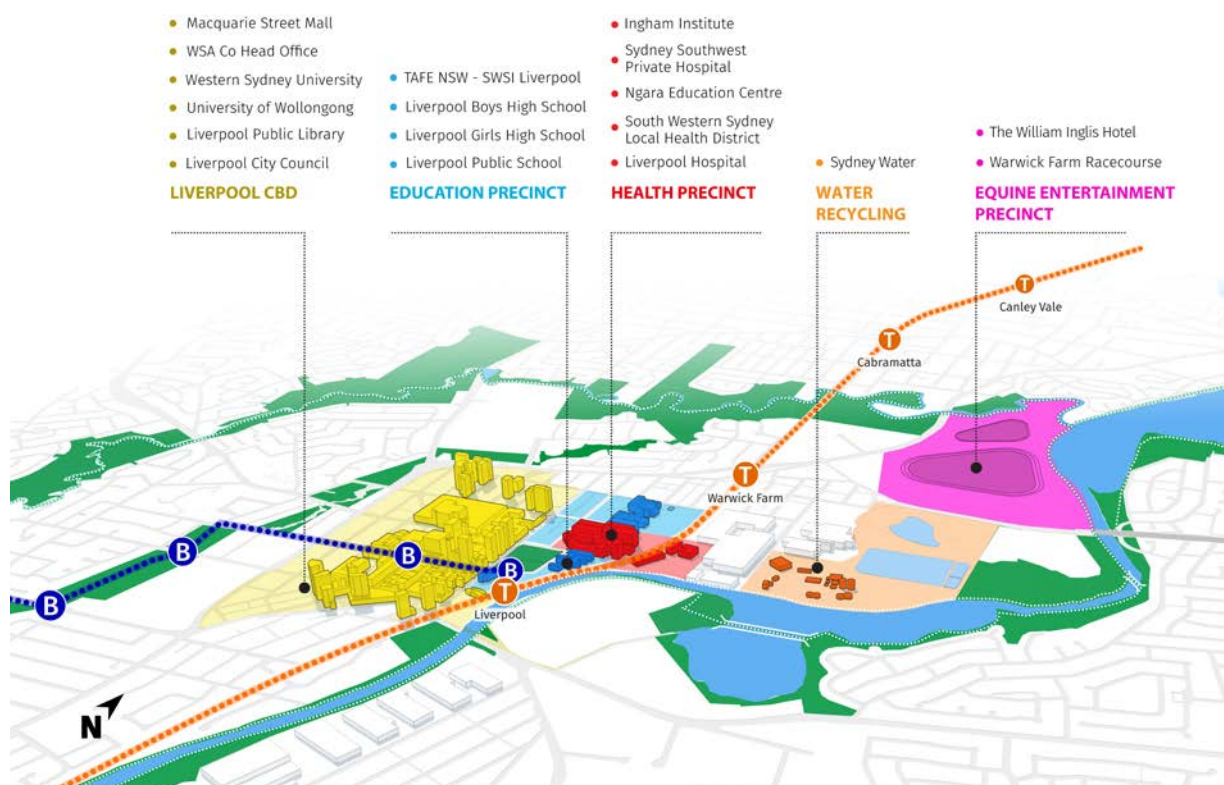 Macquarie Street Mall
WSA Co Head Office
Western Sydney University
University of Wollongong
Liverpool Public Library
Liverpool City Council
LIVERPOOL CBD
TAFE NSW - SWSI Liverpool
Liverpool Boys High School
Liverpool Girls High School
Liverpool Public School
EDUCATION PRECINCT
Ingham Institute
Sydney Southwest
Private Hospital
Ngara Education Centre
South Western Sydney
Local Health District
Liverpool Hospital
HEALTH PRECINCT
Sydney Water
WATER
RECYCLING
The William Inglis Hotel
Warwick Farm Racecourse
EQUINE ENTERTAINMENT
PRECINCT
T
Canley Vale
T
Cabramatta
T
Warwick Farm
B
B
B
B
T
Liverpool
N